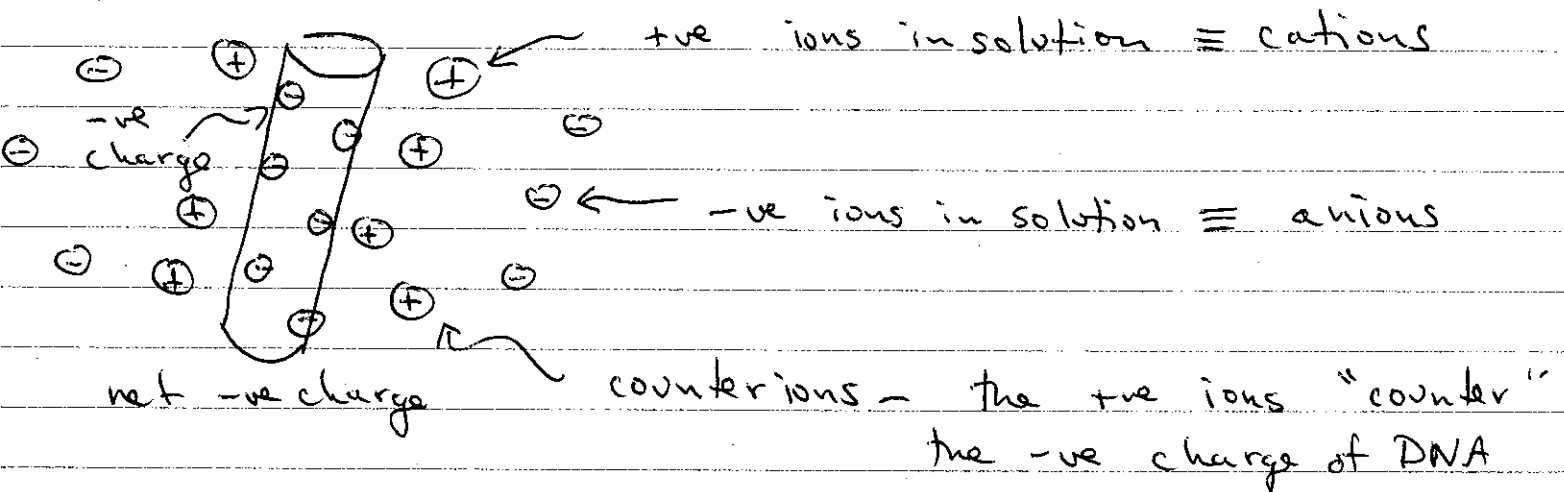 +ve ions in solution ≡ cations
-ve
charge
-ve ions in solution ≡ anions
net -ve charge
counterions - the +ve ions "counter"
the -ve charge of DNA